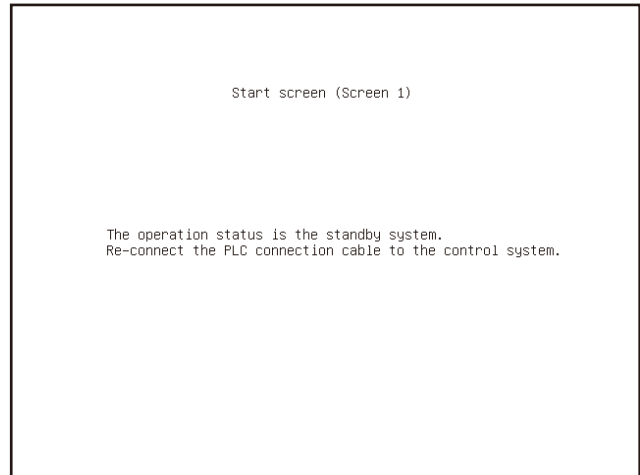 Start screen (Screen 1)
The operation status is the standby system.
Re-connect the PLC connection cable to the control system.